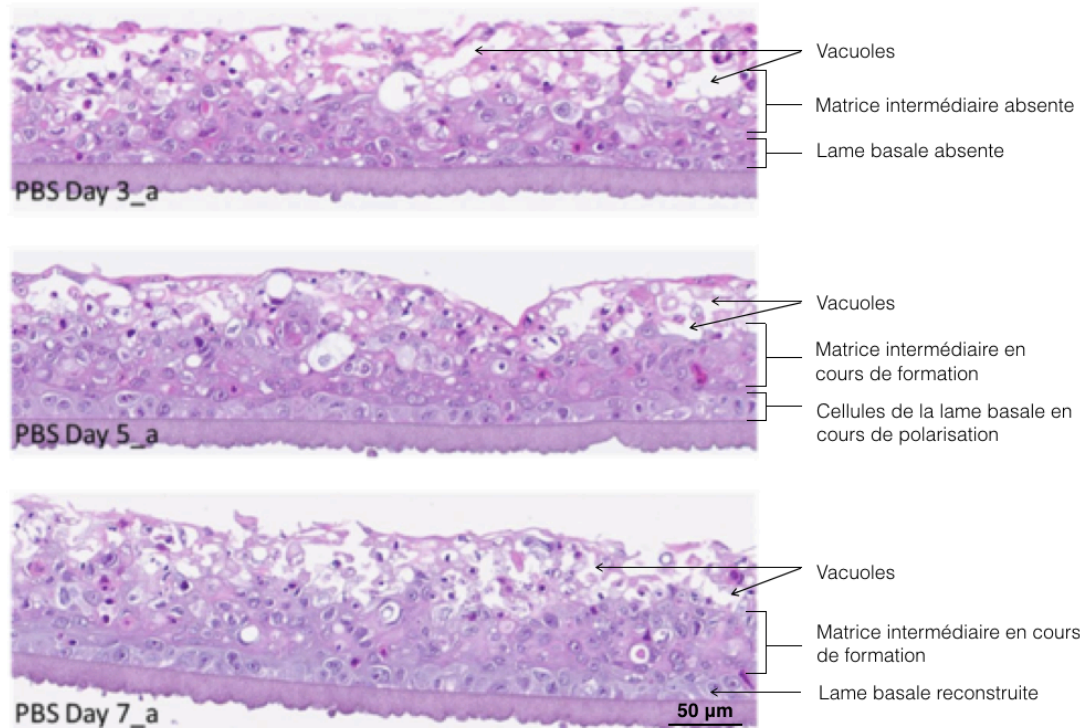 Vacuoles
Matrice intermédiaire absente
Lame basale absente
PBS Day 3_a
Vacuoles
Matrice intermédiaire en
cours de formation
Cellules de la lame basale en
cours de polarisation
PBS Day 5_a
Vacuoles
Matrice intermédiaire en cours
de formation
Lame basale reconstruite
50 µm
PBS Day 7_a